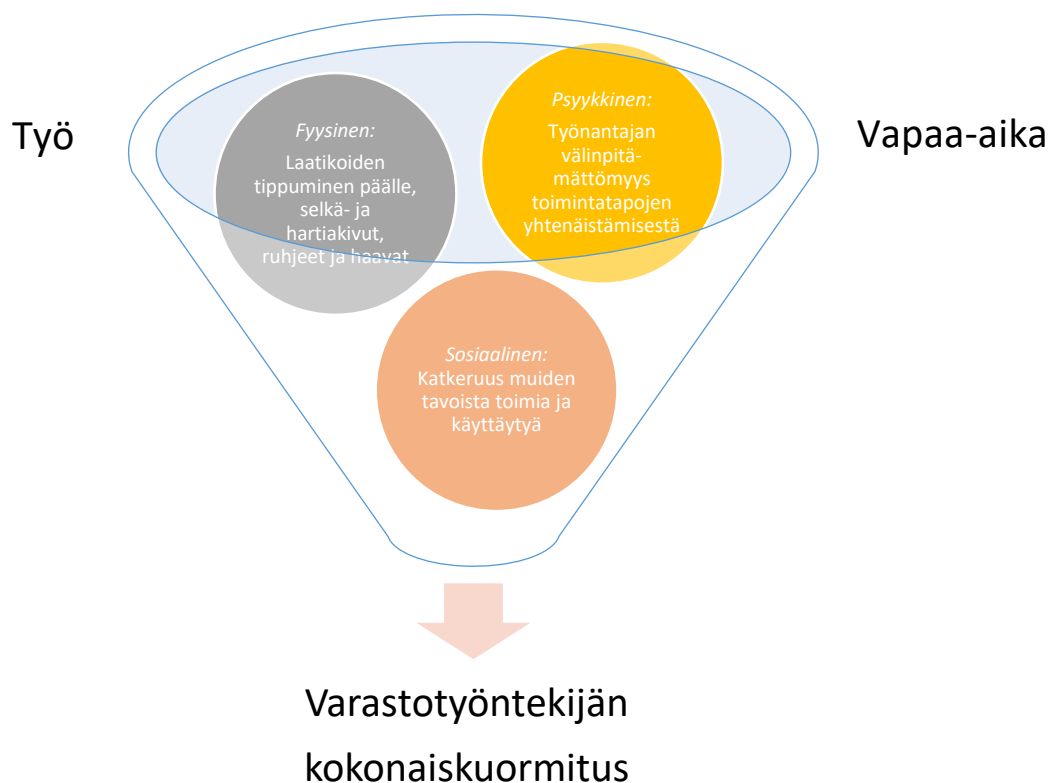 Työ
Vapaa-aika
Fyysinen:
Laatikoiden
tippuminen päälle,
selkä- ja
hartiakivut,
ruhjeet ja haavat
Psyykkinen:
Työnantajan
välinpitä-
mättömyys
toimintatapojen
yhtenäistämisestä
Sosiaalinen:
Katkeruus muiden
tavoista toimia ja
käyttäytyä
Varastotyöntekijän
kokonaiskuormitus